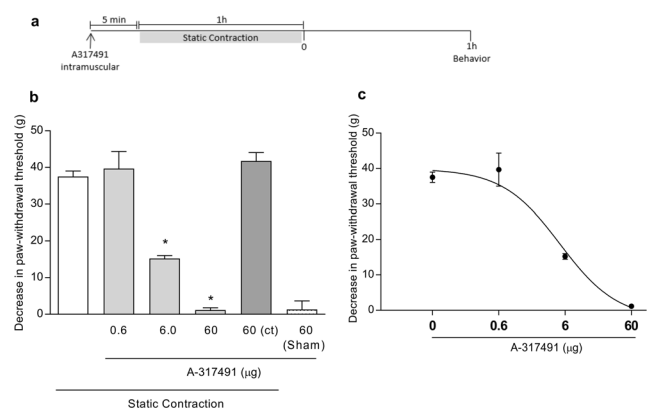 a
5 min
1h
Static Contraction
A317491
intramuscular
0
1h
Behavior
b
Decrease in paw-withdrawal threshold (g)
50
40
30
20
10
0
*
*
0.6 6.0 60 60 (ct) 60
(Sham)
A-317491 (μg)
Static Contraction
c
Decrease in paw-withdrawal threshold (g)
50
40
30
20
10
0
0 0.6 6 60
A-317491 (μg)